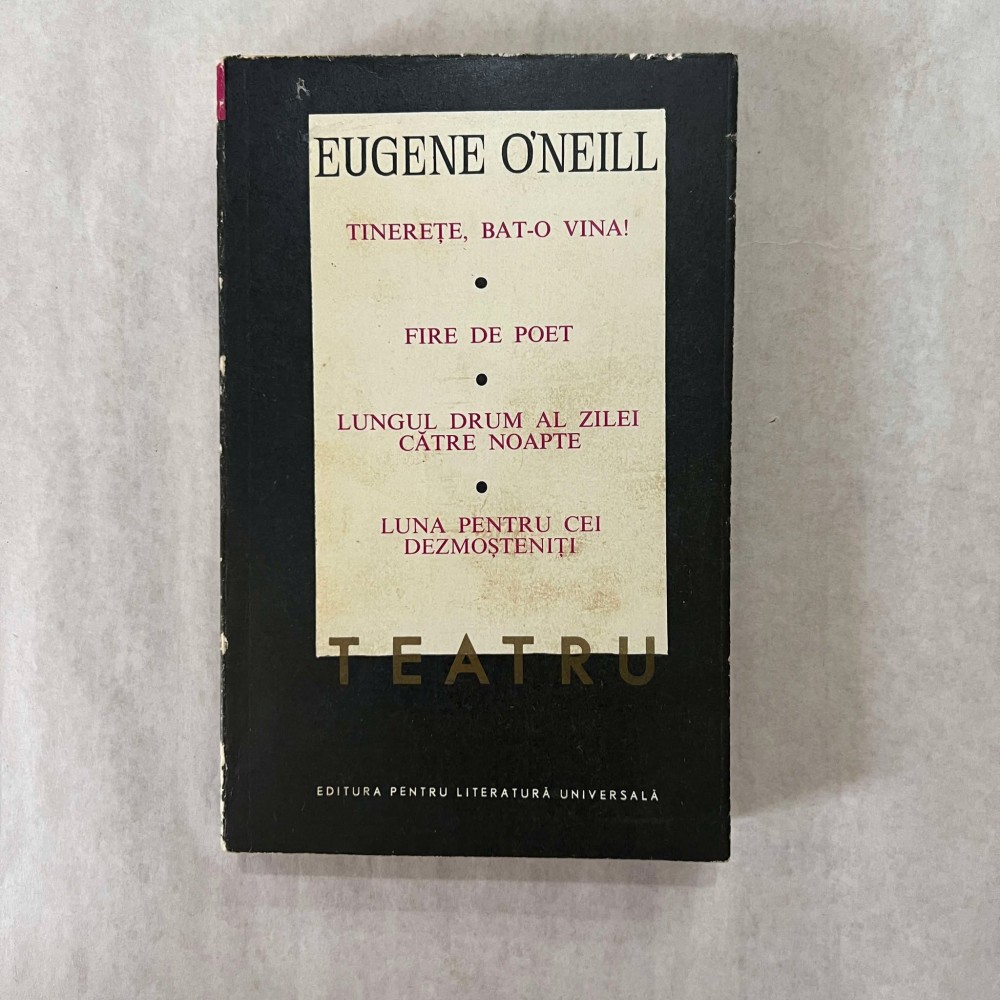 EUGENE O'NEILL
TINEREȚE, BAT-O VINA!
FIRE DE POET
LUNGUL DRUM AL ZILEI
CĂTRE NOAPTE
LUNA PENTRU CEI
DEZMOȘTENIȚI
TEATRU
EDITURA PENTRU LITERATURĂ UNIVERSALĂ